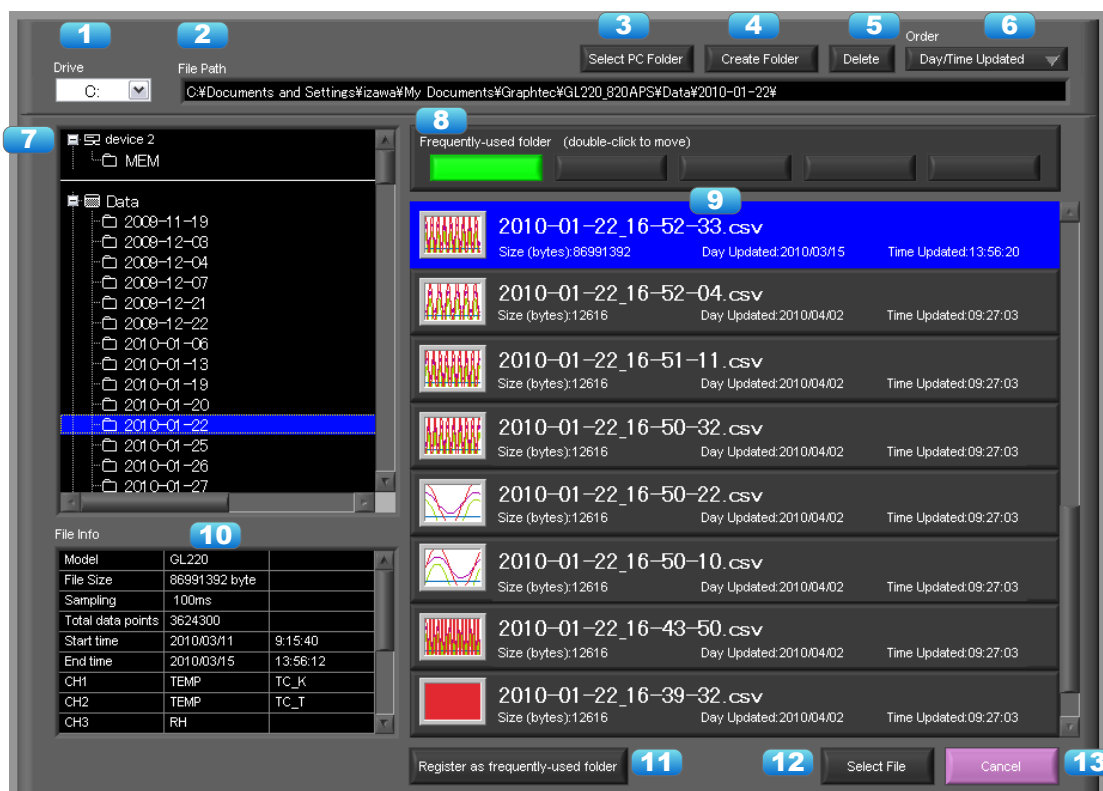 1 2 3 4 5 6
Drive File Path Select PC Folder Create Folder Delete Order
C: Day/Time Updated
C:¥Documents and Settings¥izawa¥My Documents¥Graphtec¥GL220_820APS¥Data¥2010-01-22¥
7 8
device 2
MEM
Data
2009-11-19
2009-12-03
2009-12-04
2009-12-07
2009-12-21
2009-12-22
2010-01-06
2010-01-13
2010-01-19
2010-01-20
2010-01-22
2010-01-25
2010-01-26
2010-01-27
Frequently-used folder (double-click to move)
9
2010-01-22_16-52-33.csv
Size (bytes):86991392 Day Updated:2010/03/15 Time Updated:13:56:20
2010-01-22_16-52-04.csv
Size (bytes):12616 Day Updated:2010/04/02 Time Updated:09:27:03
2010-01-22_16-51-11.csv
Size (bytes):12616 Day Updated:2010/04/02 Time Updated:09:27:03
2010-01-22_16-50-32.csv
Size (bytes):12616 Day Updated:2010/04/02 Time Updated:09:27:03
2010-01-22_16-50-22.csv
Size (bytes):12616 Day Updated:2010/04/02 Time Updated:09:27:03
2010-01-22_16-50-10.csv
Size (bytes):12616 Day Updated:2010/04/02 Time Updated:09:27:03
2010-01-22_16-43-50.csv
Size (bytes):12616 Day Updated:2010/04/02 Time Updated:09:27:03
2010-01-22_16-39-32.csv
Size (bytes):12616 Day Updated:2010/04/02 Time Updated:09:27:03
File Info 10
Model GL220
File Size 86991392 byte
Sampling 100ms
Total data points 3624300
Start time 2010/03/11 9:15:40
End time 2010/03/15 13:56:12
CH1 TEMP TC_K
CH2 TEMP TC_T
CH3 RH
Register as frequently-used folder 11 12 Select File Cancel 13